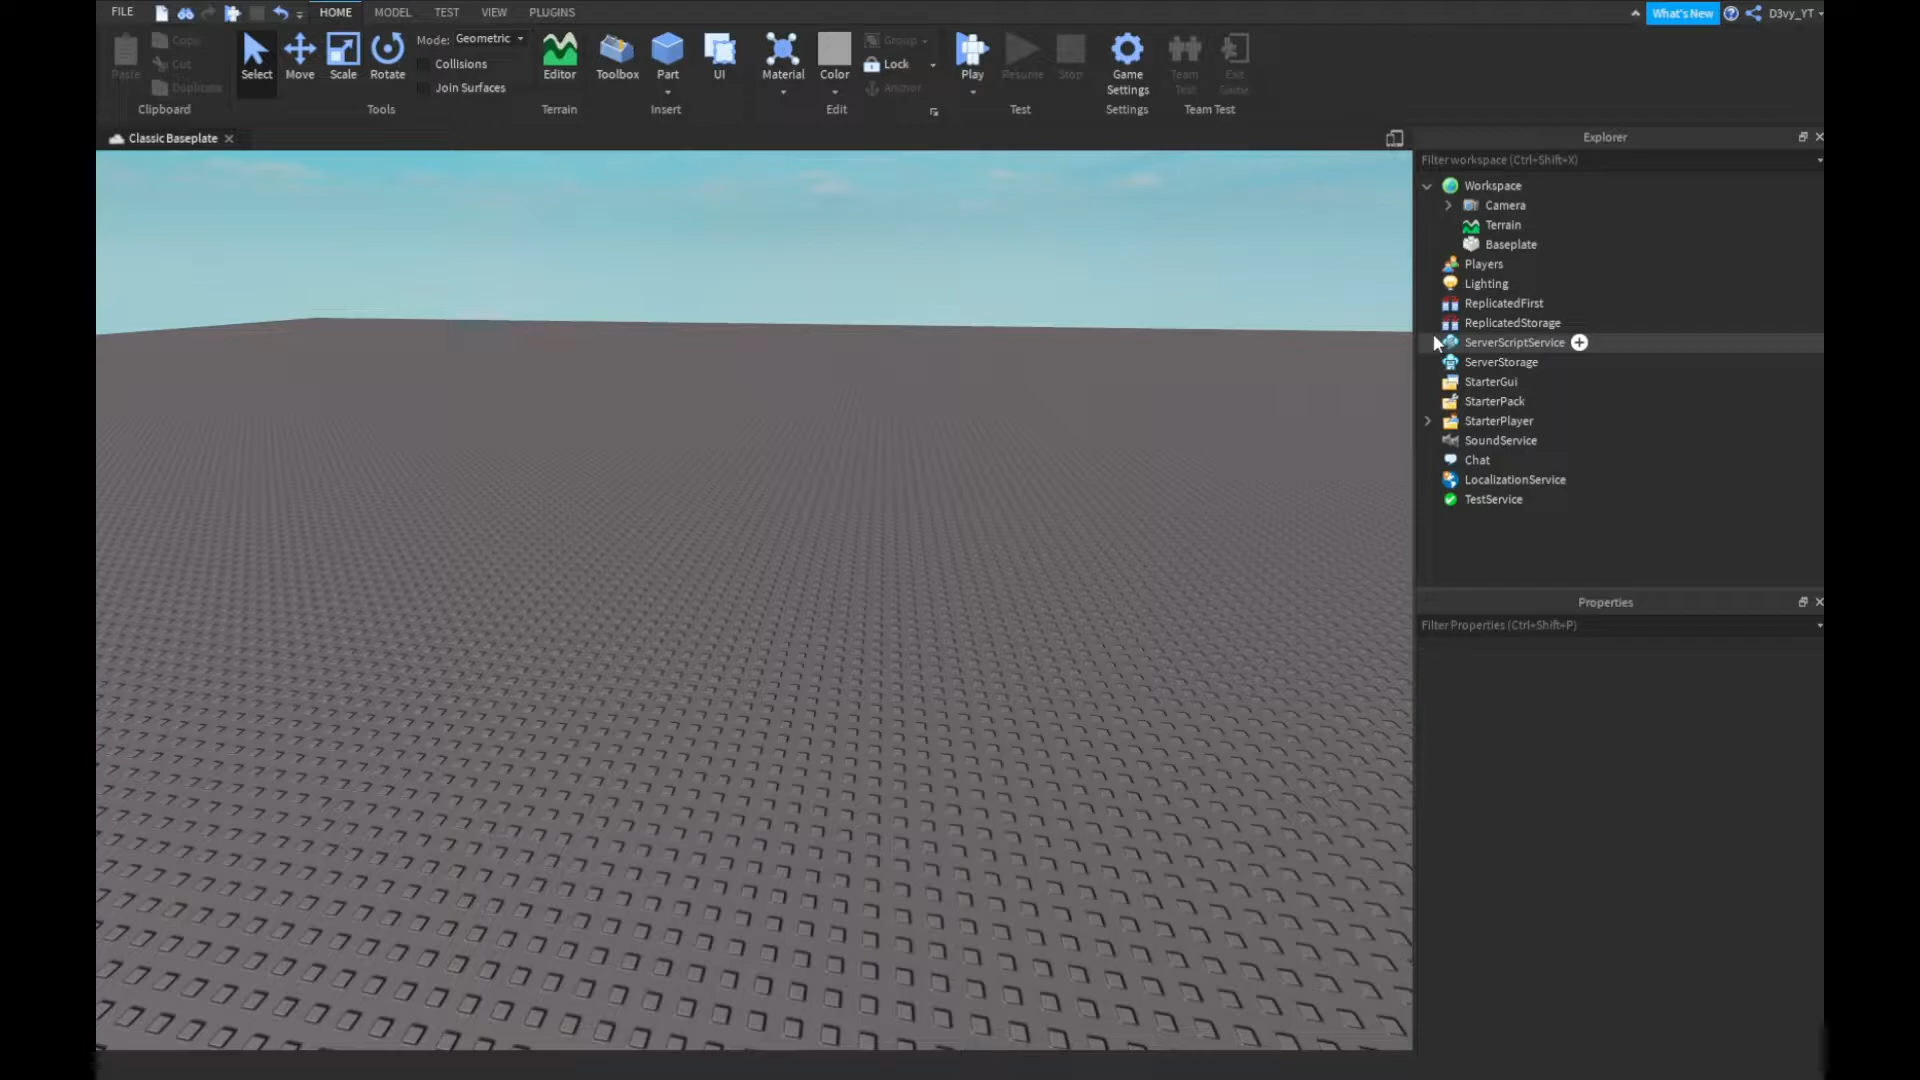 FILE HOME MODEL TEST VIEW PLUGINS What's New D3vy_YT
Paste Copy Cut Duplicate Clipboard
Select Move Scale Rotate Mode: Geometric Collisions Join Surfaces Tools
Editor Terrain
Toolbox Part UI Insert
Material Color Group Lock Anchor Edit
Play Resume Stop Test
Game Settings Settings
Team Test Exit Game Team Test
Classic Baseplate
Explorer
Filter workspace (Ctrl+Shift+X)
Workspace
Camera
Terrain
Baseplate
Players
Lighting
ReplicatedFirst
ReplicatedStorage
ServerScriptService
ServerStorage
StarterGui
StarterPack
StarterPlayer
SoundService
Chat
LocalizationService
TestService
Properties
Filter Properties (Ctrl+Shift+P)